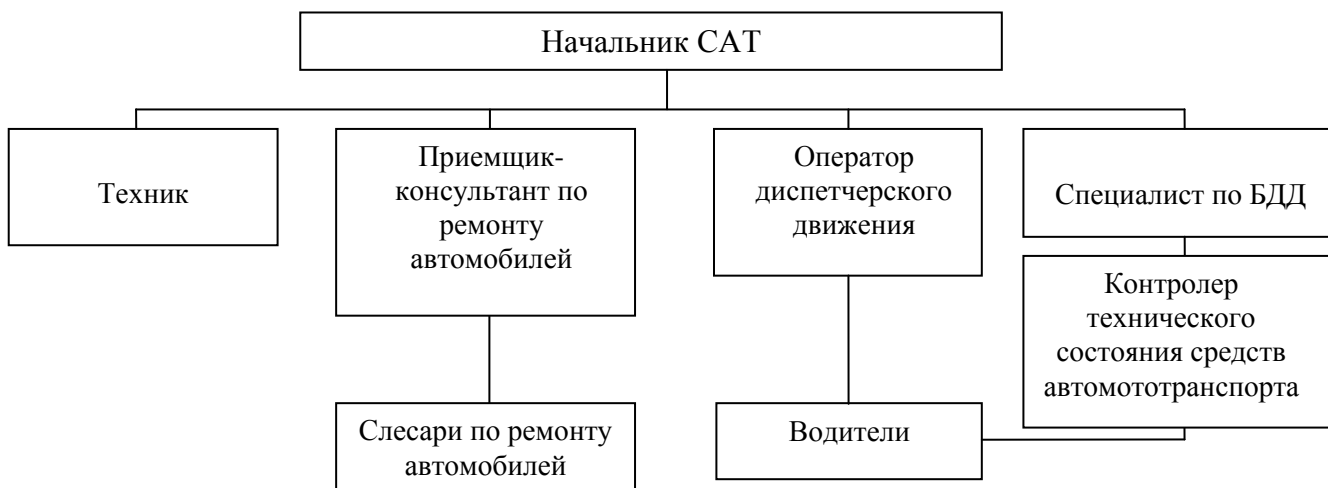 Начальник САТ
Техник
Приемщик-
консультант по
ремонту
автомобилей
Оператор
диспетчерского
движения
Специалист по БДД
Контролер
технического
состояния средств
автомототранспорта
Слесари по ремонту
автомобилей
Водители